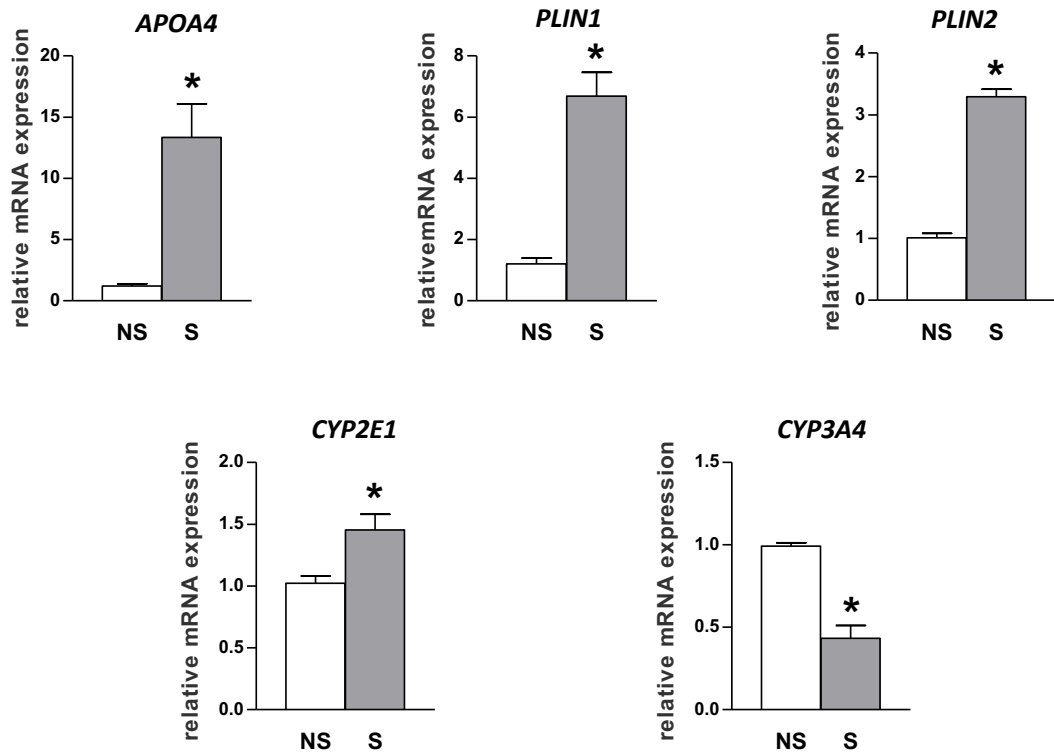 APOA4
relative mRNA expression
20
15
10
5
0
*
NS S
PLIN1
relativemRNA expression
8
6
4
2
0
*
NS S
PLIN2
relative mRNA expression
4
3
2
1
0
*
NS S
CYP2E1
relative mRNA expression
2.0
1.5
1.0
0.5
0.0
*
NS S
CYP3A4
relative mRNA expression
1.5
1.0
0.5
0.0
*
NS S